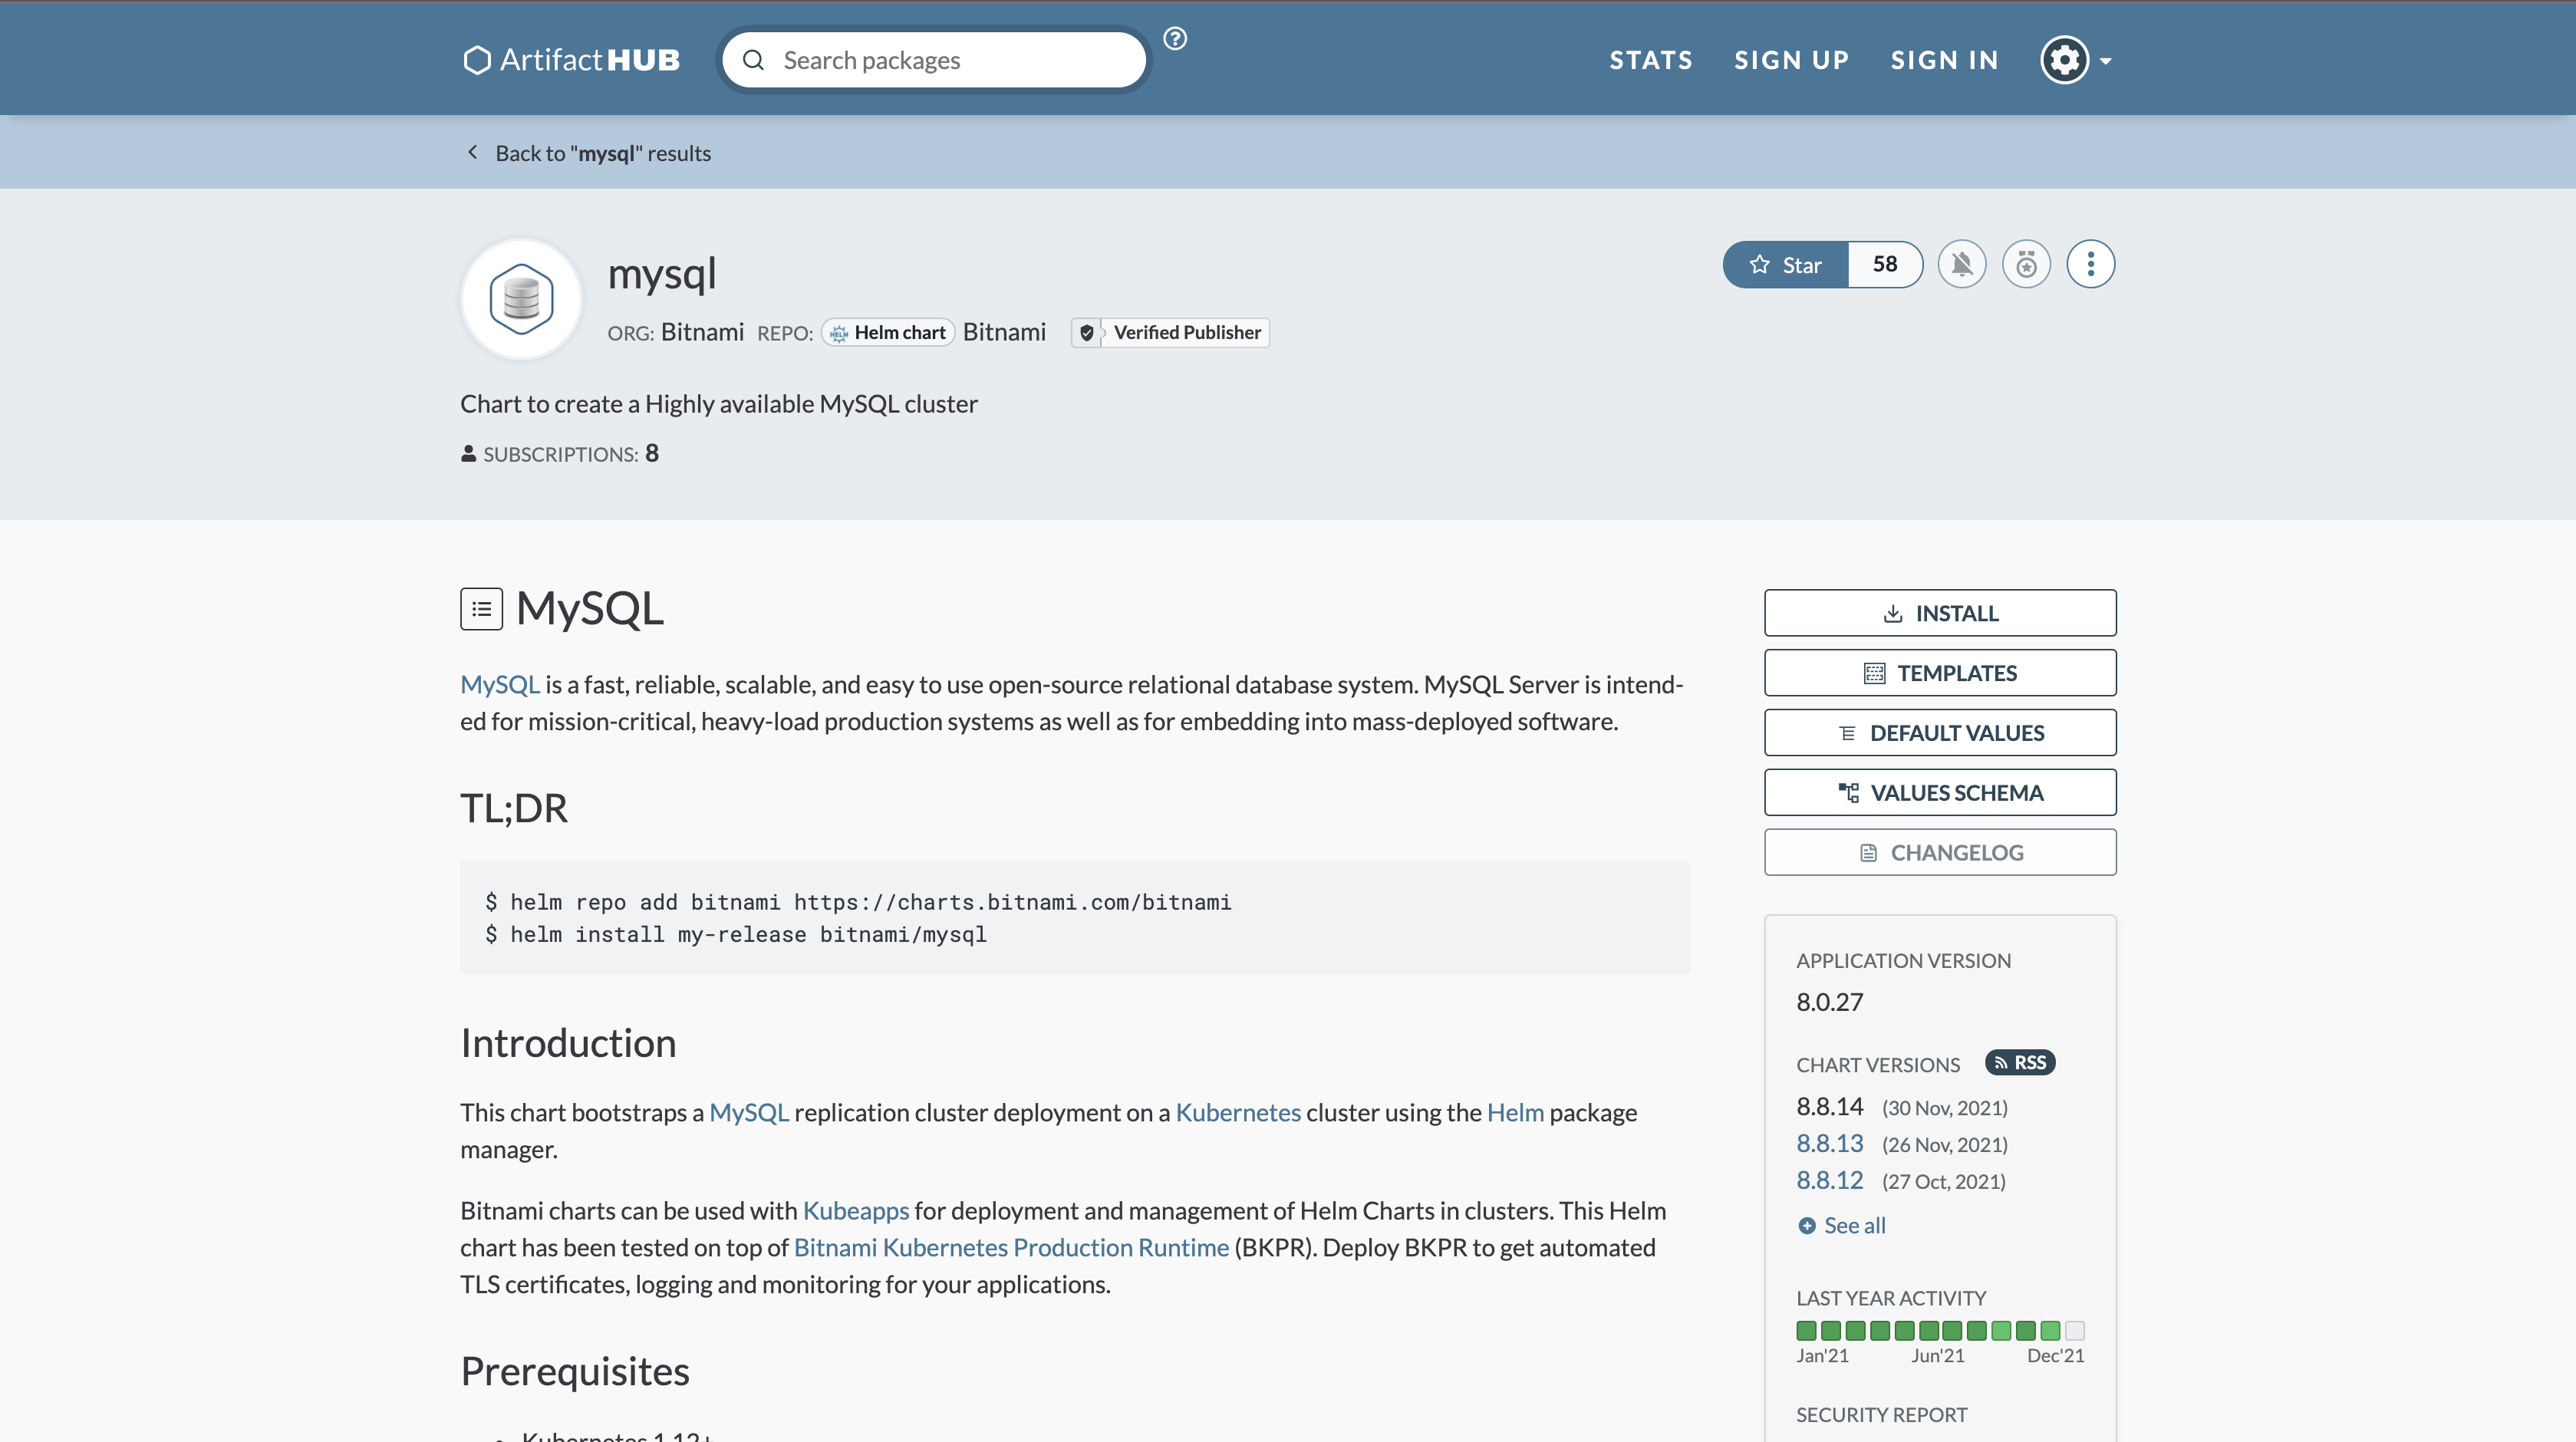 ArtifactHUB
Search packages
STATS
SIGN UP
SIGN IN
Back to "mysql" results
mysql
Star 58
ORG: Bitnami REPO: HELM Helm chart Bitnami Verified Publisher
Chart to create a Highly available MySQL cluster
SUBSCRIPTIONS: 8
MySQL
MySQL is a fast, reliable, scalable, and easy to use open-source relational database system. MySQL Server is intend-
ed for mission-critical, heavy-load production systems as well as for embedding into mass-deployed software.
TL;DR
$ helm repo add bitnami https://charts.bitnami.com/bitnami
$ helm install my-release bitnami/mysql
Introduction
This chart bootstraps a MySQL replication cluster deployment on a Kubernetes cluster using the Helm package
manager.
Bitnami charts can be used with Kubeapps for deployment and management of Helm Charts in clusters. This Helm
chart has been tested on top of Bitnami Kubernetes Production Runtime (BKPR). Deploy BKPR to get automated
TLS certificates, logging and monitoring for your applications.
Prerequisites
Kubernetes 1.12+
INSTALL
TEMPLATES
DEFAULT VALUES
VALUES SCHEMA
CHANGELOG
APPLICATION VERSION
8.0.27
CHART VERSIONS RSS
8.8.14 (30 Nov, 2021)
8.8.13 (26 Nov, 2021)
8.8.12 (27 Oct, 2021)
See all
LAST YEAR ACTIVITY
Jan'21 Jun'21 Dec'21
SECURITY REPORT